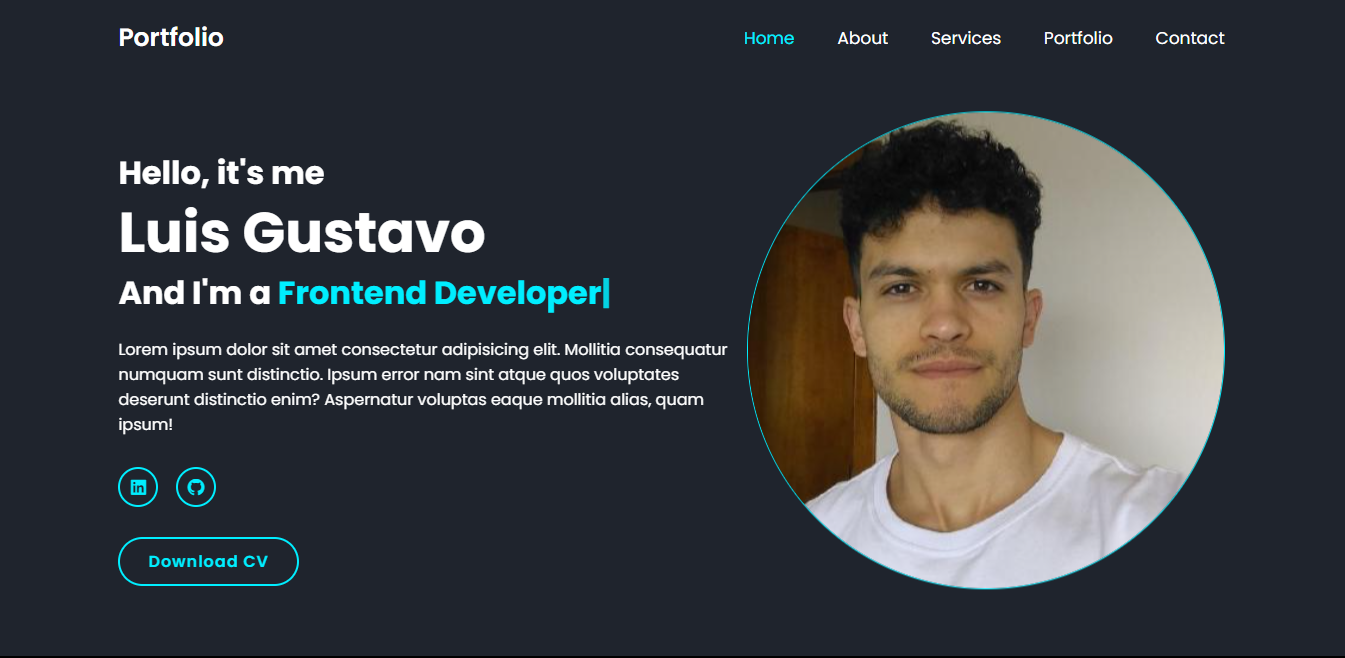 Portfolio
Home About Services Portfolio Contact
Hello, it's me
Luis Gustavo
And I'm a Frontend Developer|
Lorem ipsum dolor sit amet consectetur adipisicing elit. Mollitia consequatur
numquam sunt distinctio. Ipsum error nam sint atque quos voluptates
deserunt distinctio enim? Aspernatur voluptas eaque mollitia alias, quam
ipsum!
in
Download CV